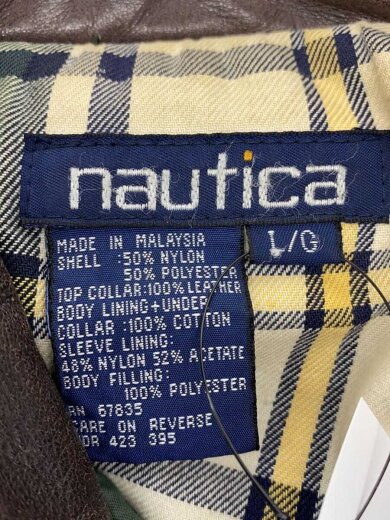 nautica
L/G
MADE IN MALAYSIA
SHELL :50% NYLON
50% POLYESTER
TOP COLLAR:100% LEATHER
BODY LINING+UNDER
COLLAR :100% COTTON
SLEEVE LINING:
48% NYLON 52% ACETATE
BODY FILLING:
100% POLYESTER
RN 67835
CARE ON REVERSE
423 395